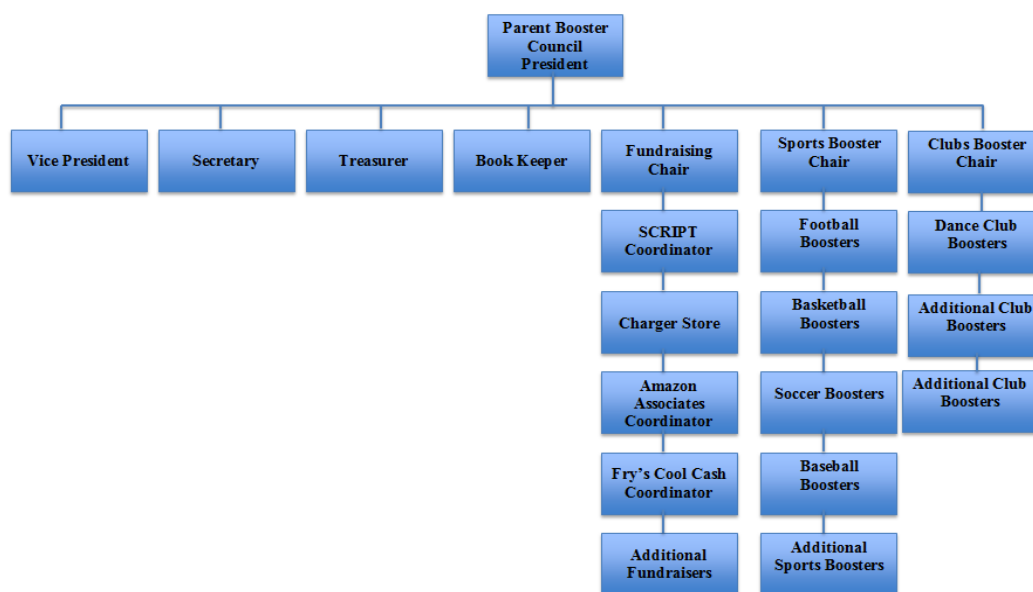 Parent Booster
Council
President
Vice President
Secretary
Treasurer
Book Keeper
Fundraising
Chair
Sports Booster
Chair
Clubs Booster
Chair
SCRIPT
Coordinator
Football
Boosters
Dance Club
Boosters
Charger Store
Basketball
Boosters
Additional Club
Boosters
Amazon
Associates
Coordinator
Soccer Boosters
Additional Club
Boosters
Fry's Cool Cash
Coordinator
Baseball
Boosters
Additional
Fundraisers
Additional
Sports Boosters